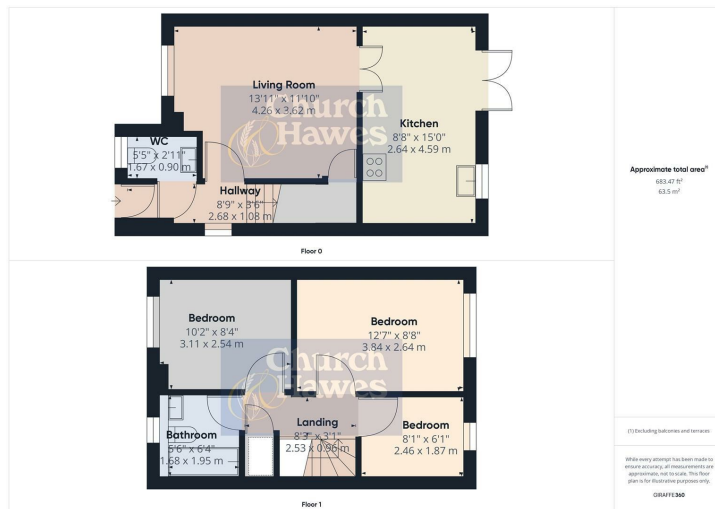 Living Room
13'11" x 11'10"
4.26 x 3.62 m
Kitchen
8'8" x 15'0"
2.64 x 4.59 m
WC
5'5" x 2'11"
1.67 x 0.90 m
Hallway
8'9" x 3'6"
2.68 x 1.08 m
Church
Hawes
Floor 0
Bedroom
10'2" x 8'4"
3.11 x 2.54 m
Bedroom
12'7" x 8'8"
3.84 x 2.64 m
Church
Hawes
Bathroom
5'6" x 6'4"
1.68 x 1.95 m
Landing
8'3" x 3'1"
2.53 x 0.96 m
Bedroom
8'1" x 6'1"
2.46 x 1.87 m
Floor 1
Approximate total area⁽¹⁾
683.47 ft²
63.5 m²
(1) Excluding balconies and terraces
While every attempt has been made to
ensure accuracy, all measurements are
approximate, not to scale. This floor
plan is for illustrative purposes only.
GIRAFFE360